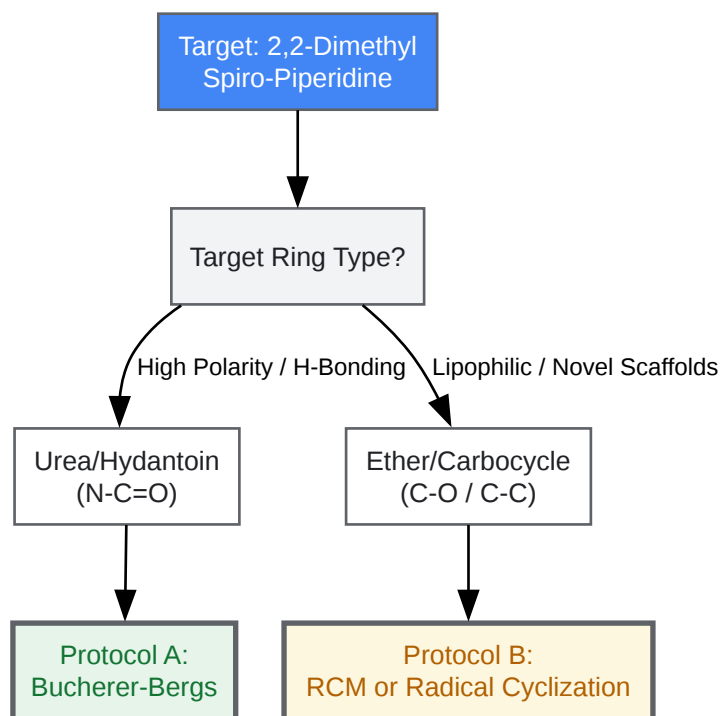 Target: 2,2-Dimethyl
Spiro-Piperidine
Target Ring Type?
High Polarity / H-Bonding
Lipophilic / Novel Scaffolds
Urea/Hydantoin
(N-C=O)
Ether/Carbocycle
(C-O / C-C)
Protocol A:
Bucherer-Bergs
Protocol B:
RCM or Radical Cyclization